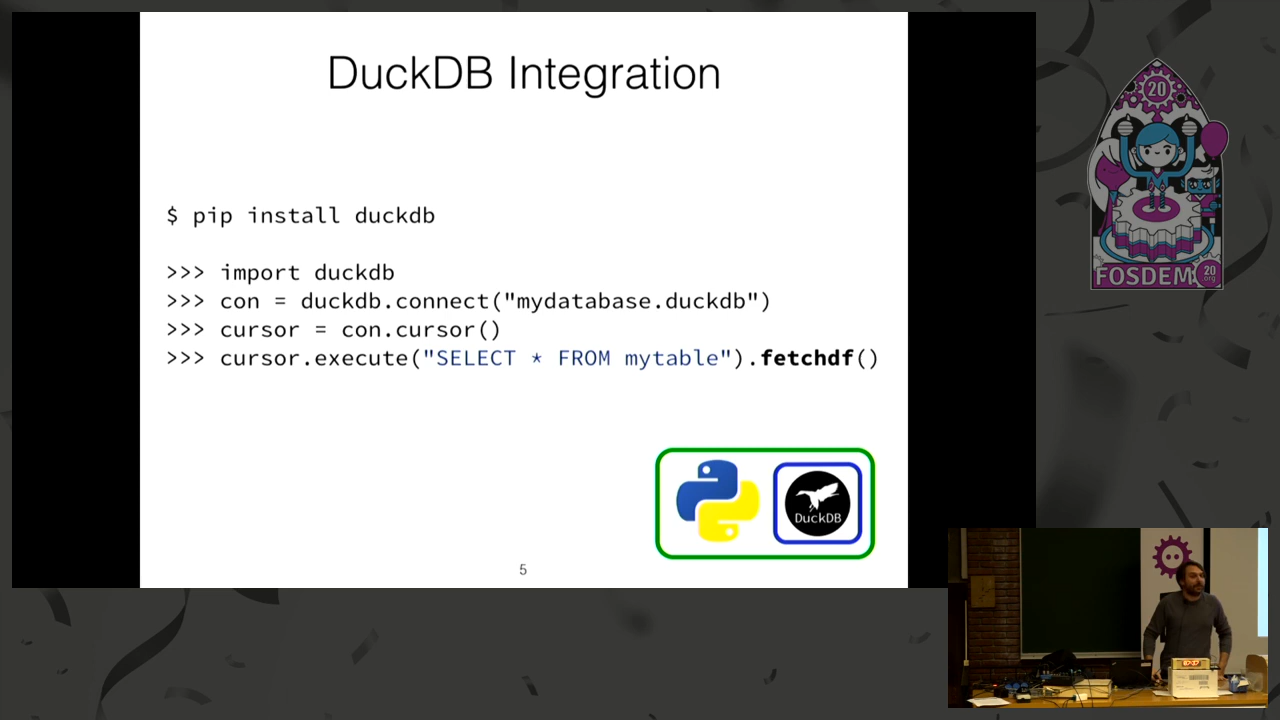 DuckDB Integration
$ pip install duckdb
>>> import duckdb
>>> con = duckdb.connect("mydatabase.duckdb")
>>> cursor = con.cursor()
>>> cursor.execute("SELECT * FROM mytable").fetchdf()
DuckDB
5
20
FOSDEM 20
.org